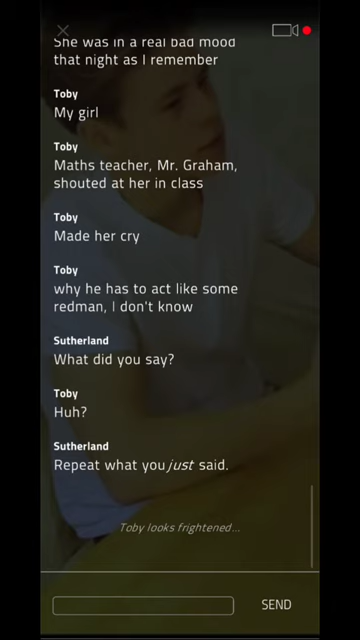 She was in a real bad mood
that night as I remember
Toby
My girl
Toby
Maths teacher, Mr. Graham,
shouted at her in class
Toby
Made her cry
Toby
why he has to act like some
redman, I don't know
Sutherland
What did you say?
Toby
Huh?
Sutherland
Repeat what you just said.
Toby looks frightened...
SEND